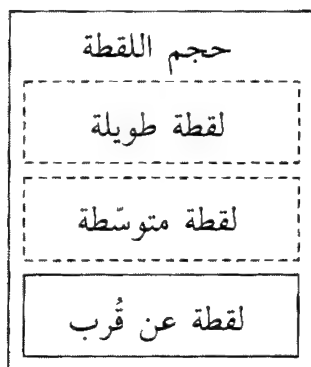 حجم اللقطة
لقطة طويلة
لقطة متوسّطة
لقطة عن قُرب